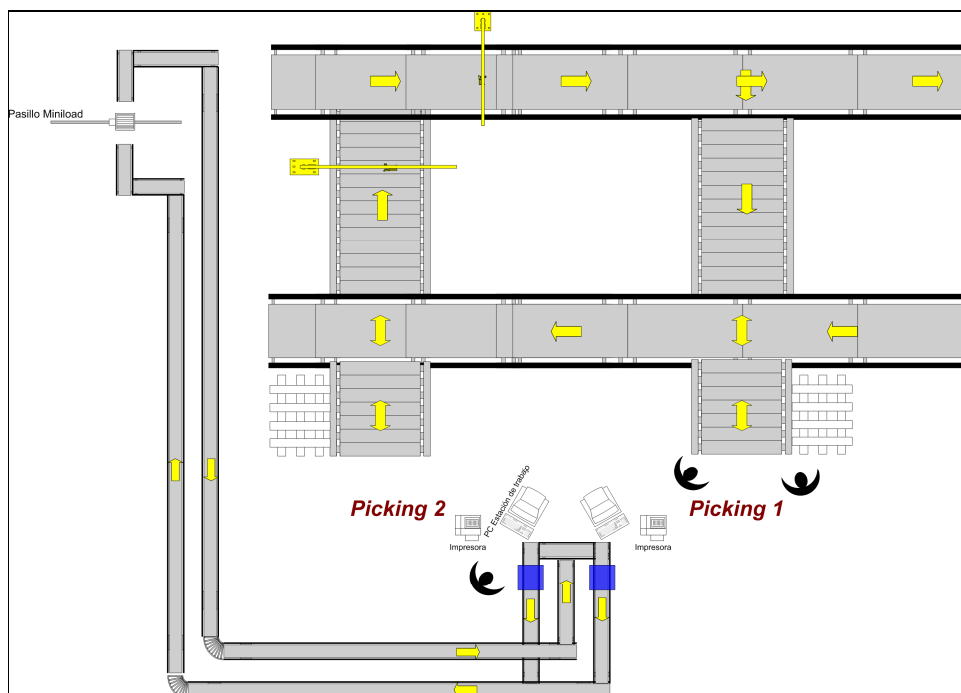 Pasillo Miniload
Picking 2
PC Estación de trabajo
Picking 1
Impresora
Impresora